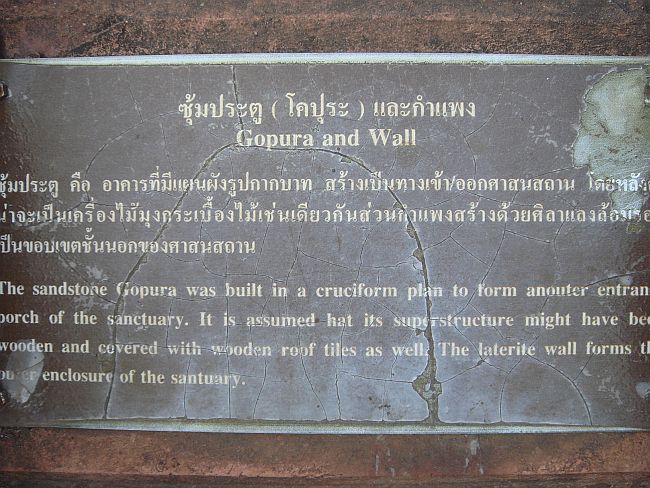 ซุ้มประตู ( โคปุระ ) และกำแพง
Gopura and Wall
ซุ้มประตู คือ อาคารที่มีแผนผังรูปกากบาท สร้างเป็นทางเข้า/ออกศาสนสถาน โดยหลังค
น่าจะเป็นเครื่องไม้มุงกระเบื้องไม้เช่นเดียวกันส่วนกำแพงสร้างด้วยศิลาแลงล้อมรอ
เป็นขอบเขตชั้นนอกของศาสนสถาน
The sandstone Gopura was built in a cruciform plan to form anouter entran
porch of the sanctuary. It is assumed hat its superstructure might have bee
wooden and covered with wooden roof tiles as well. The laterite wall forms th
outer enclosure of the santuary.